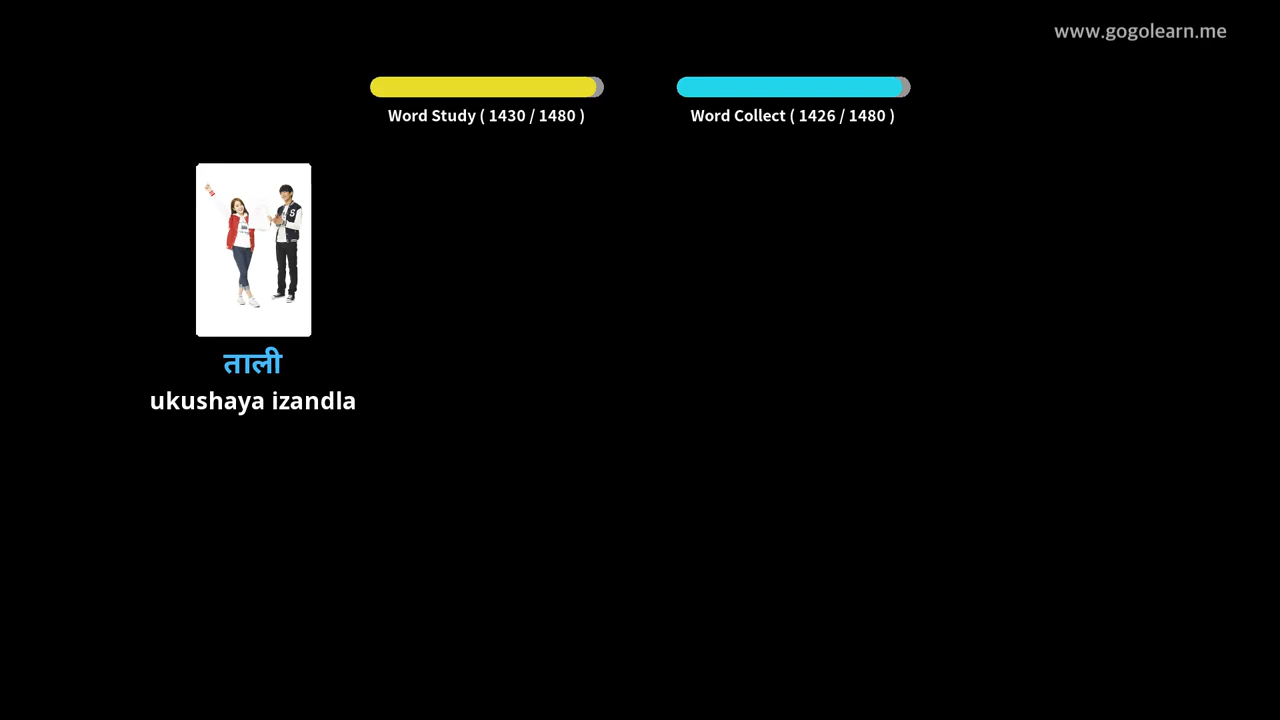 www.gogolearn.me
Word Study ( 1430 / 1480 )
Word Collect ( 1426 / 1480 )
ताली
ukushaya izandla